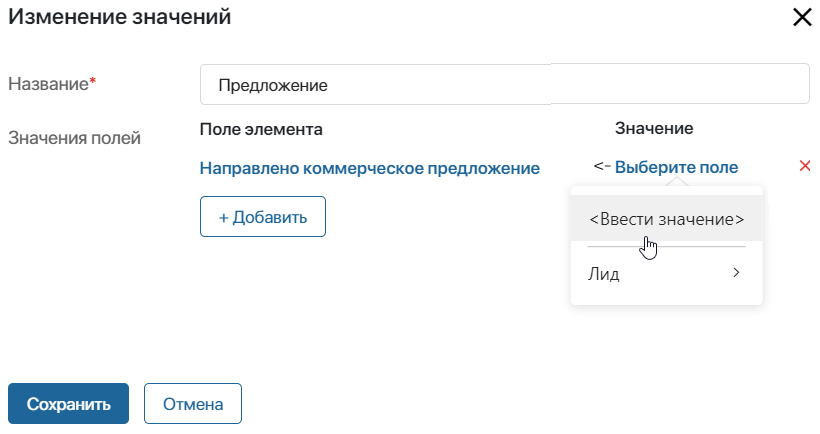 Изменение значений
Название*
Предложение
Значения полей
Поле элемента
Значение
Направлено коммерческое предложение
<- Выберите поле
+ Добавить
<Ввести значение>
Лид
Сохранить
Отмена